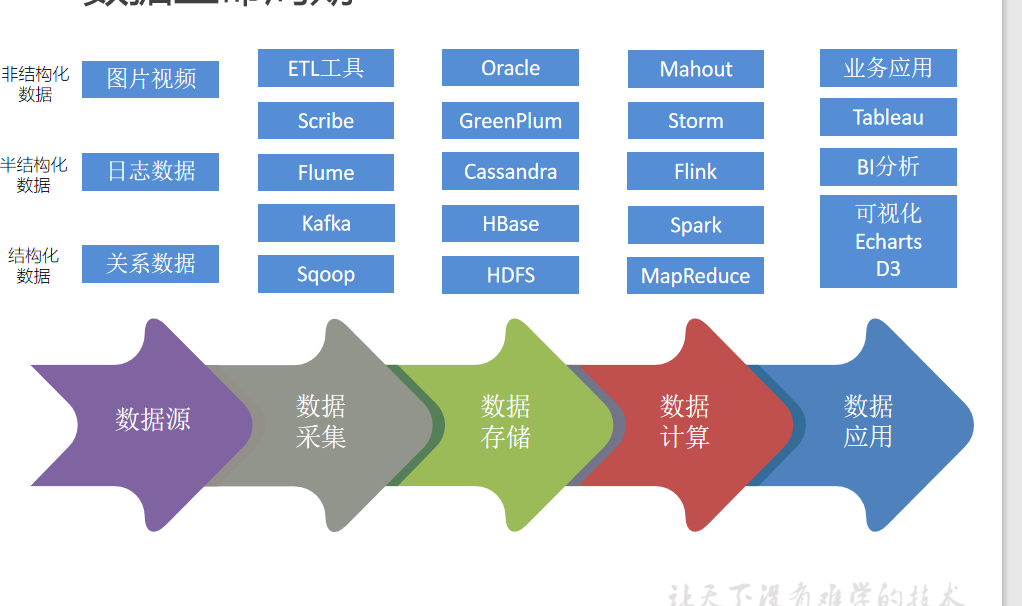 非结构化
数据
图片视频
半结构化
数据
日志数据
结构化
数据
关系数据
ETL工具
Scribe
Flume
Kafka
Sqoop
Oracle
GreenPlum
Cassandra
HBase
HDFS
Mahout
Storm
Flink
Spark
MapReduce
业务应用
Tableau
BI分析
可视化
Echarts
D3
数据源
数据
采集
数据
存储
数据
计算
数据
应用
让天下没有难学的技术